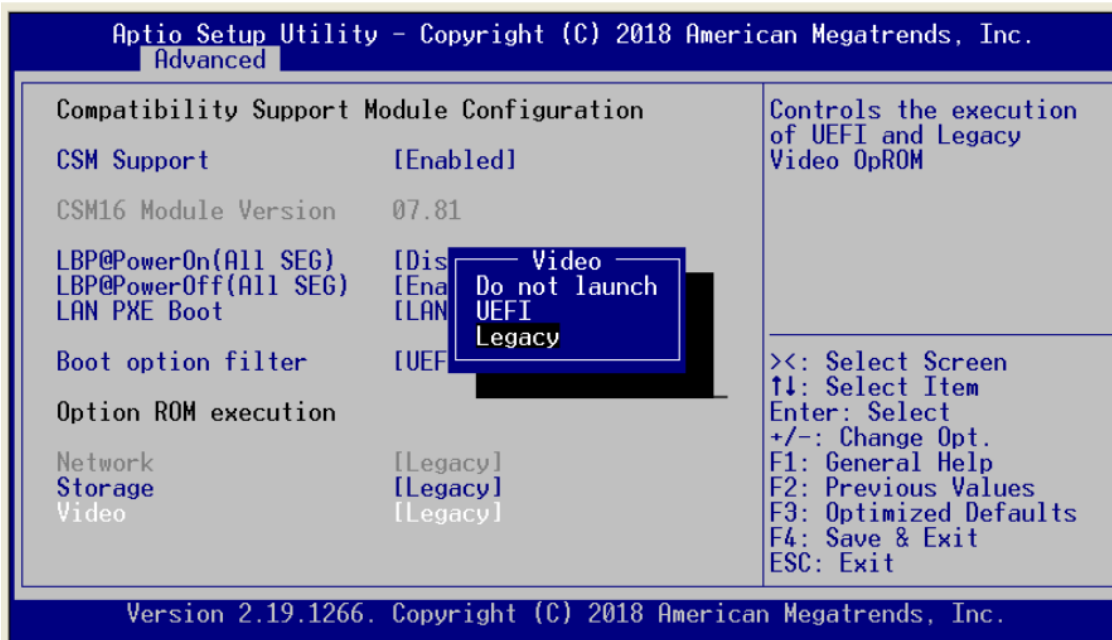 Aptio Setup Utility - Copyright (C) 2018 American Megatrends, Inc.
Advanced
Compatibility Support Module Configuration
CSM Support [Enabled]
CSM16 Module Version 07.81
LBP@PowerOn(All SEG) [Dis
LBP@PowerOff(All SEG) [Ena
LAN PXE Boot [LAN
Boot option filter [UEF
Option ROM execution
Network [Legacy]
Storage [Legacy]
Video [Legacy]
Video
Do not launch
UEFI
Legacy
Controls the execution
of UEFI and Legacy
Video OpROM
><: Select Screen
↑↓: Select Item
Enter: Select
+/-: Change Opt.
F1: General Help
F2: Previous Values
F3: Optimized Defaults
F4: Save & Exit
ESC: Exit
Version 2.19.1266. Copyright (C) 2018 American Megatrends, Inc.